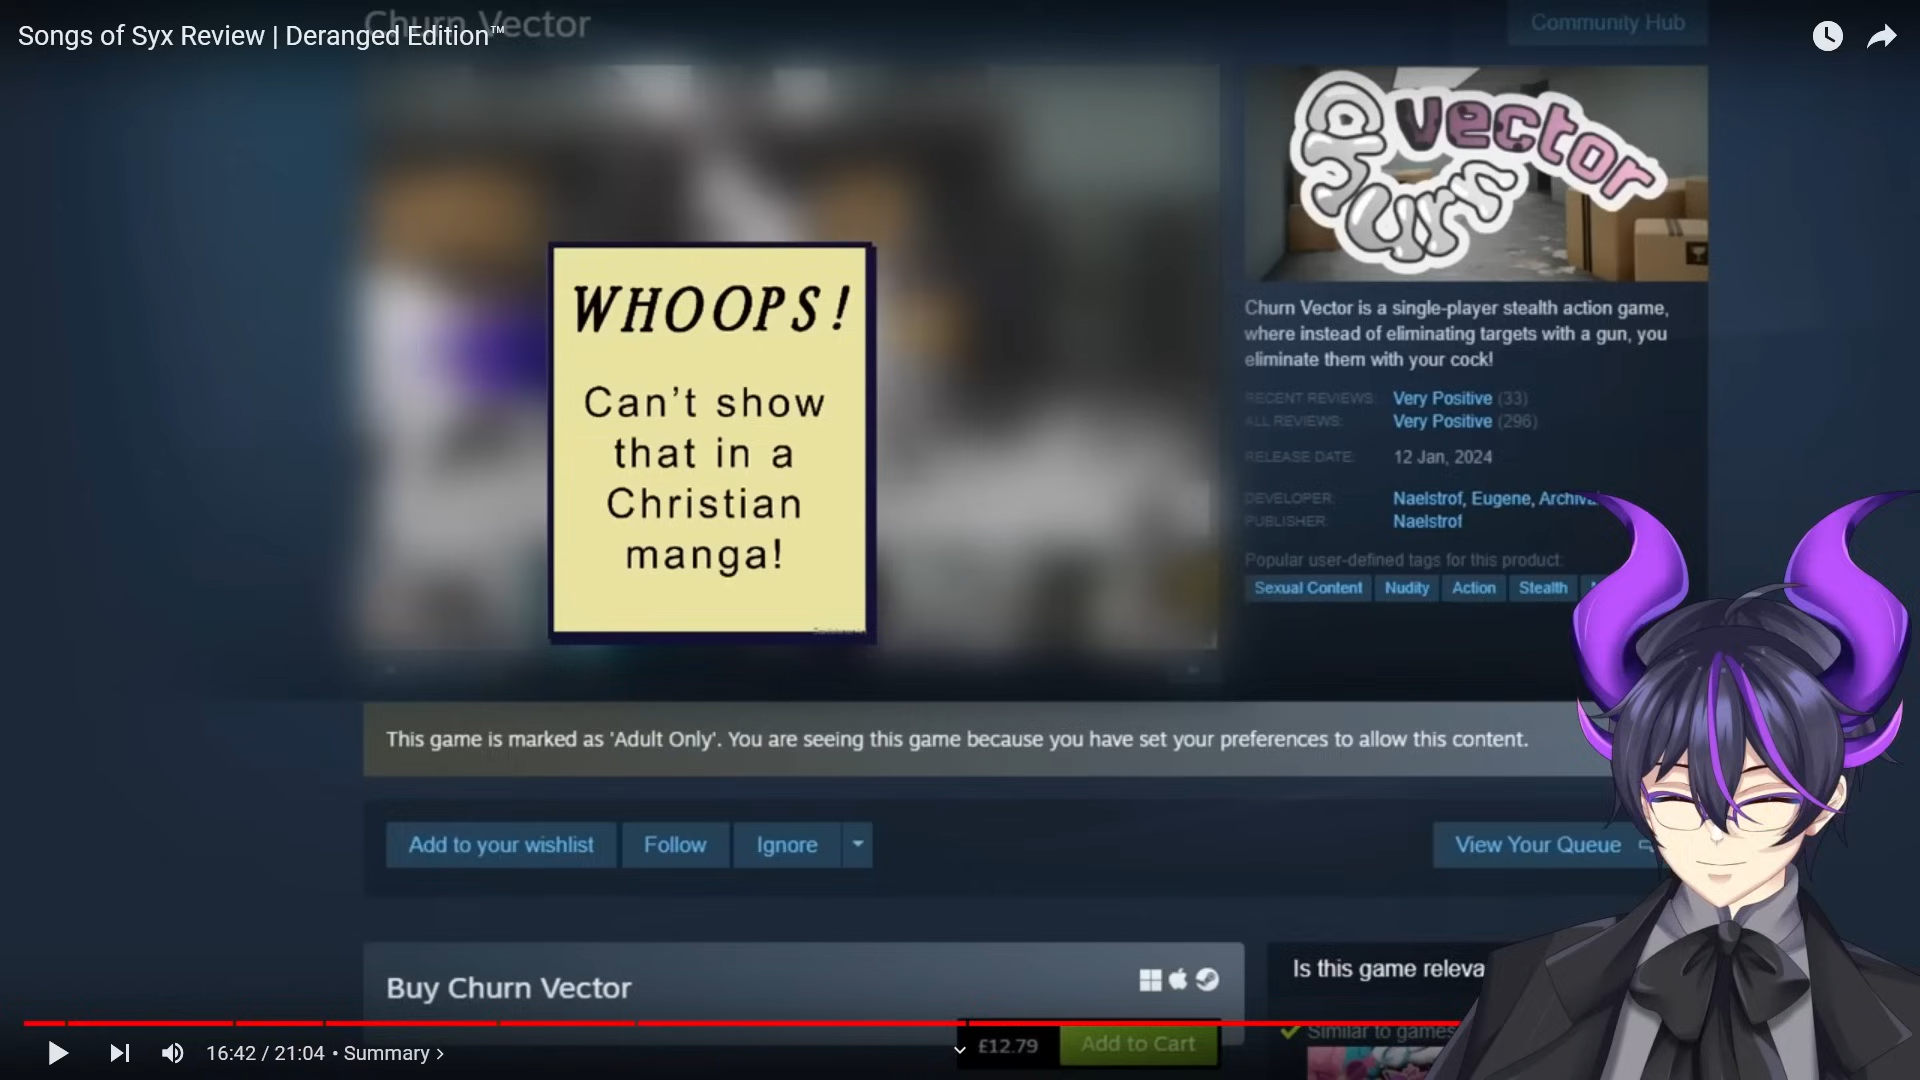 Churn Vector
Songs of Syx Review | Deranged Edition™
Community Hub
Churn Vector
WHOOPS!
Can't show
that in a
Christian
manga!
Churn Vector is a single-player stealth action game,
where instead of eliminating targets with a gun, you
eliminate them with your cock!
RECENT REVIEWS: Very Positive (33)
ALL REVIEWS: Very Positive (296)
RELEASE DATE: 12 Jan, 2024
DEVELOPER: Naelstrof, Eugene,
PUBLISHER: Naelstrof
Popular user-defined tags for this product:
Sexual Content Nudity Action Stealth
This game is marked as 'Adult Only'. You are seeing this game because you have set your preferences to allow this content.
Add to your wishlist Follow Ignore View Your Queue
Buy Churn Vector
Is this game releva
Similar to games
£12.79 Add to Cart
16:42 / 21:04 • Summary ›